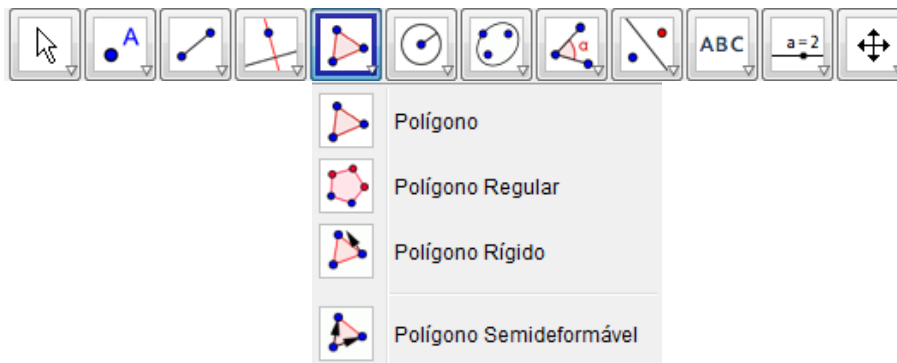 A α ABC a=2
Polígono
Polígono Regular
Polígono Rígido
Polígono Semideformável